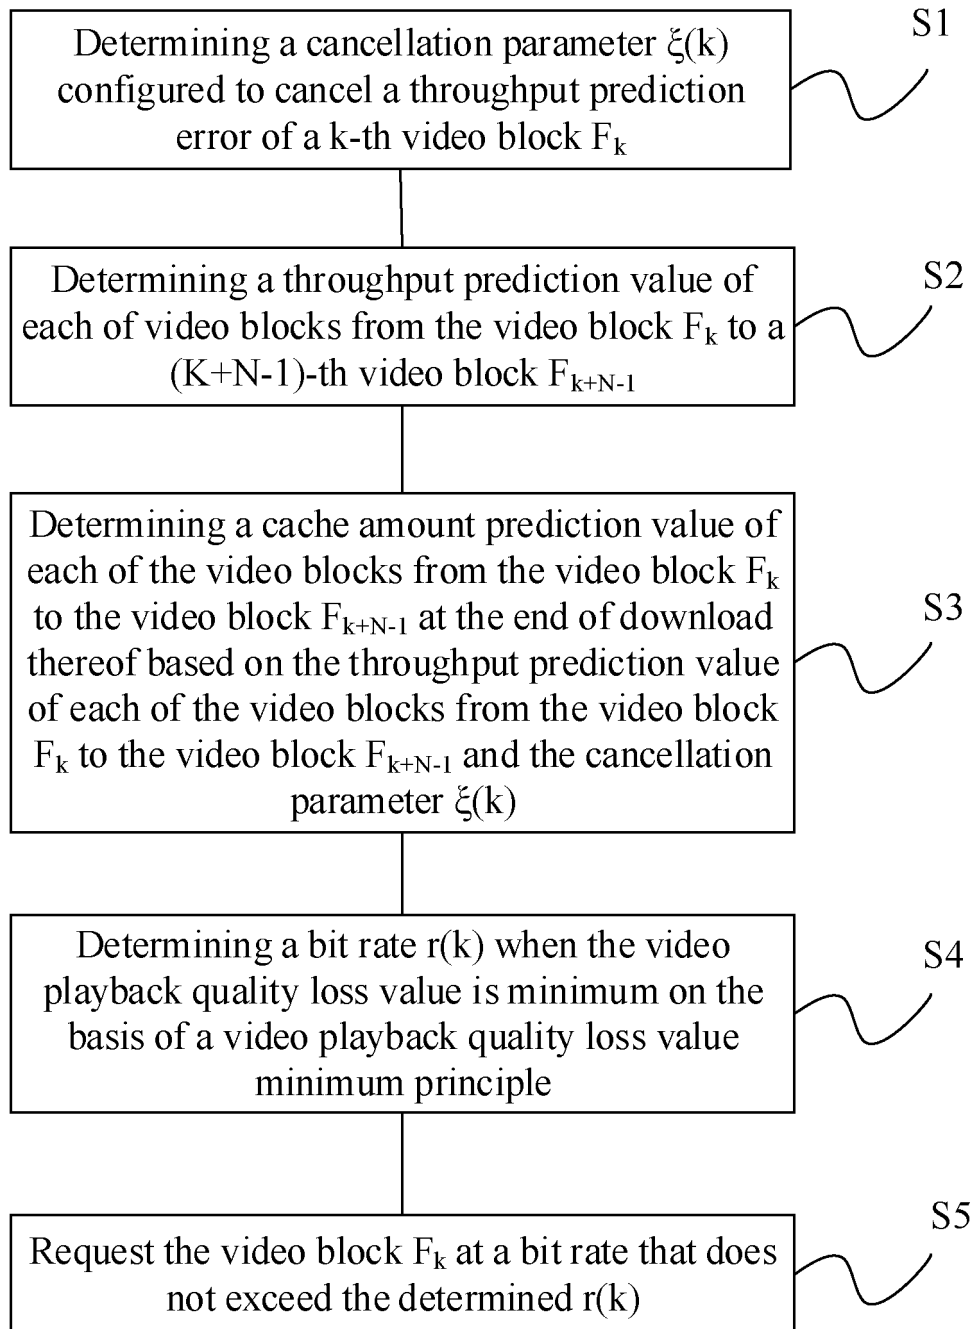 Determining a cancellation parameter ξ(k)
configured to cancel a throughput prediction
error of a k-th video block Fk
S1
Determining a throughput prediction value of
each of video blocks from the video block Fk to a
(K+N-1)-th video block Fk+N-1
S2
Determining a cache amount prediction value of
each of the video blocks from the video block Fk
to the video block Fk+N-1 at the end of download
thereof based on the throughput prediction value
of each of the video blocks from the video block
Fk to the video block Fk+N-1 and the cancellation
parameter ξ(k)
S3
Determining a bit rate r(k) when the video
playback quality loss value is minimum on the
basis of a video playback quality loss value
minimum principle
S4
Request the video block Fk at a bit rate that does
not exceed the determined r(k)
S5